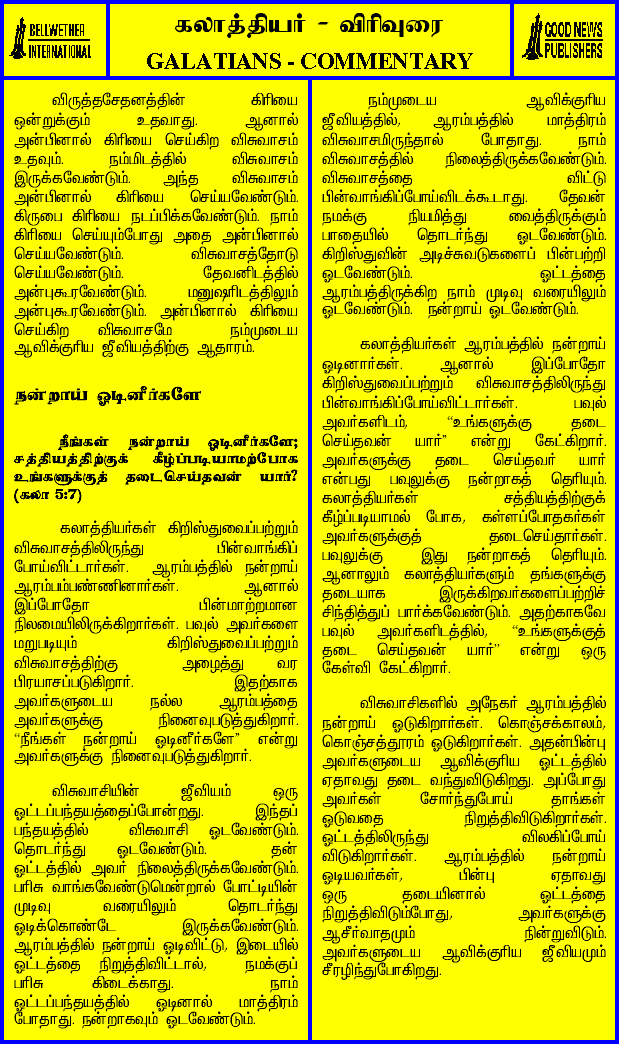 BELLWETHER
INTERNATIONAL
கலாத்தியர் - விரிவுரை
GALATIANS - COMMENTARY
GOOD NEWS
PUBLISHERS
விருத்தசேதனத்தின் கிரியை
ஒன்றுக்கும் உதவாது. ஆனால்
அன்பினால் கிரியை செய்கிற விசுவாசம்
உதவும். நம்மிடத்தில் விசுவாசம்
இருக்கவேண்டும். அந்த விசுவாசம்
அன்பினால் கிரியை செய்யவேண்டும்.
கிருபை கிரியை நடப்பிக்கவேண்டும். நாம்
கிரியை செய்யும்போது அதை அன்பினால்
செய்யவேண்டும். விசுவாசத்தோடு
செய்யவேண்டும். தேவனிடத்தில்
அன்புகூரவேண்டும். மனுஷரிடத்திலும்
அன்புகூரவேண்டும். அன்பினால் கிரியை
செய்கிற விசுவாசமே நம்முடைய
ஆவிக்குரிய ஜீவியத்திற்கு ஆதாரம்.
நன்றாய் ஓடினீர்களே
நீங்கள் நன்றாய் ஓடினீர்களே;
சத்தியத்திற்குக் கீழ்ப்படியாமற்போக
உங்களுக்குத் தடைசெய்தவன் யார்?
(கலா 5:7)
கலாத்தியர்கள் கிறிஸ்துவைப்பற்றும்
விசுவாசத்திலிருந்து பின்வாங்கிப்
போய்விட்டார்கள். ஆரம்பத்தில் நன்றாய்
ஆரம்பம்பண்ணினார்கள். ஆனால்
இப்போதோ பின்மாற்றமான
நிலமையிலிருக்கிறார்கள். பவுல் அவர்களை
மறுபடியும் கிறிஸ்துவைப்பற்றும்
விசுவாசத்திற்கு அழைத்து வர
பிரயாசப்படுகிறார். இதற்காக
அவர்களுடைய நல்ல ஆரம்பத்தை
அவர்களுக்கு நினைவுபடுத்துகிறார்.
“நீங்கள் நன்றாய் ஓடினீர்களே” என்று
அவர்களுக்கு நினைவுபடுத்துகிறார்.
விசுவாசியின் ஜீவியம் ஒரு
ஓட்டப்பந்தயத்தைப்போன்றது. இந்தப்
பந்தயத்தில் விசுவாசி ஓடவேண்டும்.
தொடர்ந்து ஓடவேண்டும். தன்
ஓட்டத்தில் அவர் நிலைத்திருக்கவேண்டும்.
பரிசு வாங்கவேண்டுமென்றால் போட்டியின்
முடிவு வரையிலும் தொடர்ந்து
ஓடிக்கொண்டே இருக்கவேண்டும்.
ஆரம்பத்தில் நன்றாய் ஓடிவிட்டு, இடையில்
ஓட்டத்தை நிறுத்திவிட்டால், நமக்குப்
பரிசு கிடைக்காது. நாம்
ஓட்டப்பந்தயத்தில் ஓடினால் மாத்திரம்
போதாது. நன்றாகவும் ஓடவேண்டும்.
நம்முடைய ஆவிக்குரிய
ஜீவியத்தில், ஆரம்பத்தில் மாத்திரம்
விசுவாசமிருந்தால் போதாது. நாம்
விசுவாசத்தில் நிலைத்திருக்கவேண்டும்.
விசுவாசத்தை விட்டு
பின்வாங்கிப்போய்விடக்கூடாது. தேவன்
நமக்கு நியமித்து வைத்திருக்கும்
பாதையில் தொடர்ந்து ஓடவேண்டும்.
கிறிஸ்துவின் அடிச்சுவடுகளைப் பின்பற்றி
ஓடவேண்டும். ஓட்டத்தை
ஆரம்பத்திருக்கிற நாம் முடிவு வரையிலும்
ஓடவேண்டும். நன்றாய் ஓடவேண்டும்.
கலாத்தியர்கள் ஆரம்பத்தில் நன்றாய்
ஓடினார்கள். ஆனால் இப்போதோ
கிறிஸ்துவைப்பற்றும் விசுவாசத்திலிருந்து
பின்வாங்கிப்போய்விட்டார்கள். பவுல்
அவர்களிடம், “உங்களுக்கு தடை
செய்தவன் யார்” என்று கேட்கிறார்.
அவர்களுக்கு தடை செய்தவர் யார்
என்பது பவுலுக்கு நன்றாகத் தெரியும்.
கலாத்தியர்கள் சத்தியத்திற்குக்
கீழ்ப்படியாமல் போக, கள்ளப்போதகர்கள்
அவர்களுக்குத் தடைசெய்தார்கள்.
பவுலுக்கு இது நன்றாகத் தெரியும்.
ஆனாலும் கலாத்தியர்களும் தங்களுக்கு
தடையாக இருக்கிறவர்களைப்பற்றிச்
சிந்தித்துப் பார்க்கவேண்டும். அதற்காகவே
பவுல் அவர்களிடத்தில், “உங்களுக்குத்
தடை செய்தவன் யார்” என்று ஒரு
கேள்வி கேட்கிறார்.
விசுவாசிகளில் அநேகர் ஆரம்பத்தில்
நன்றாய் ஓடுகிறார்கள். கொஞ்சக்காலம்,
கொஞ்சத்தூரம் ஓடுகிறார்கள். அதன்பின்பு
அவர்களுடைய ஆவிக்குரிய ஓட்டத்தில்
ஏதாவது தடை வந்துவிடுகிறது. அப்போது
அவர்கள் சோர்ந்துபோய் தாங்கள்
ஓடுவதை நிறுத்திவிடுகிறார்கள்.
ஓட்டத்திலிருந்து விலகிப்போய்
விடுகிறார்கள். ஆரம்பத்தில் நன்றாய்
ஓடியவர்கள், பின்பு ஏதாவது
ஒரு தடையினால் ஓட்டத்தை
நிறுத்திவிடும்போது, அவர்களுக்கு
ஆசீர்வாதமும் நின்றுவிடும்.
அவர்களுடைய ஆவிக்குரிய ஜீவியமும்
சீரழிந்துபோகிறது.